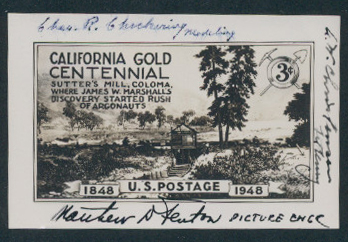 Chas. R. Chickering
Modeling
CALIFORNIA GOLD
CENTENNIAL
SUTTER'S MILL, COLOMA,
WHERE JAMES W. MARSHALL'S
DISCOVERY STARTED RUSH
OF ARGONAUTS
3¢
1848 U.S. POSTAGE 1948
Matthew D. Fenton PICTURE ENGR.